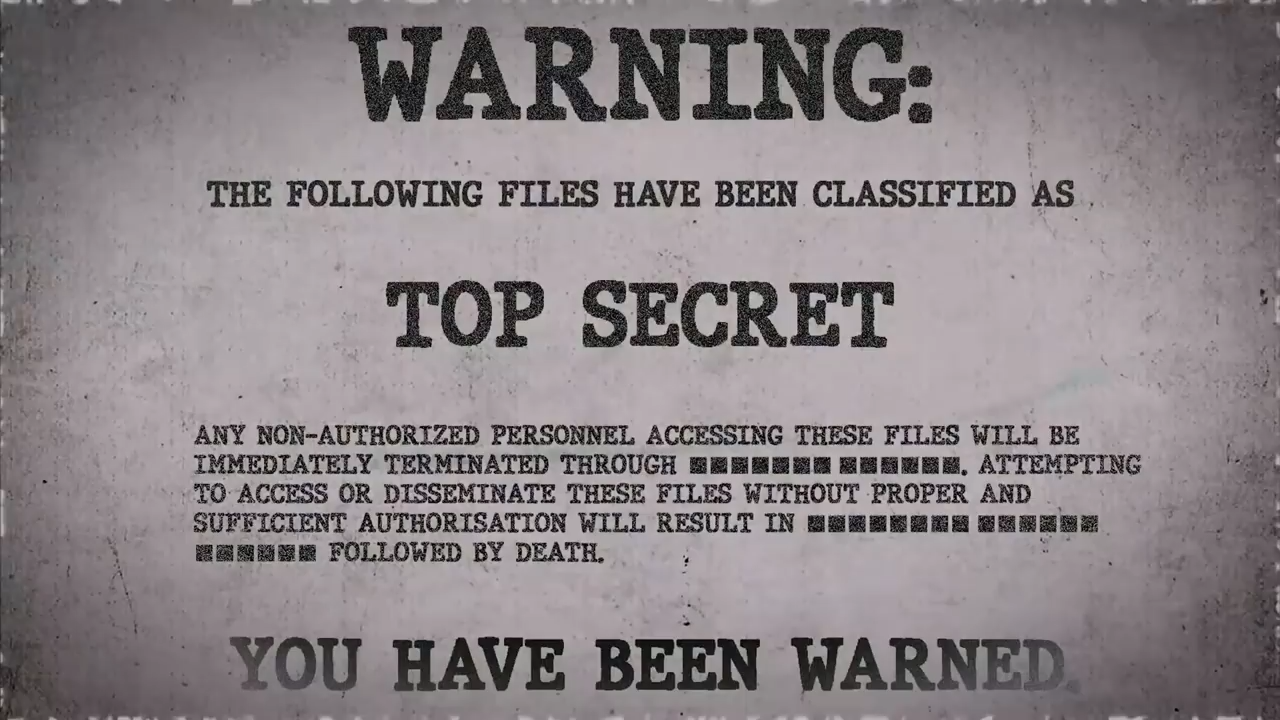 WARNING:
THE FOLLOWING FILES HAVE BEEN CLASSIFIED AS
TOP SECRET
ANY NON-AUTHORIZED PERSONNEL ACCESSING THESE FILES WILL BE
IMMEDIATELY TERMINATED THROUGH ■■■■■■■ ■■■■■■. ATTEMPTING
TO ACCESS OR DISSEMINATE THESE FILES WITHOUT PROPER AND
SUFFICIENT AUTHORISATION WILL RESULT IN ■■■■■■■■ ■■■■■■
■■■■■■ FOLLOWED BY DEATH.
YOU HAVE BEEN WARNED.